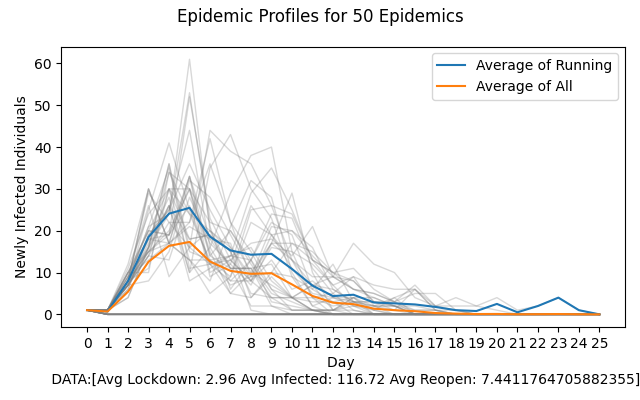 Epidemic Profiles for 50 Epidemics
Average of Running
Average of All
Newly Infected Individuals
60
50
40
30
20
10
0
0 1 2 3 4 5 6 7 8 9 10 11 12 13 14 15 16 17 18 19 20 21 22 23 24 25
Day
DATA:[Avg Lockdown: 2.96 Avg Infected: 116.72 Avg Reopen: 7.4411764705882355]